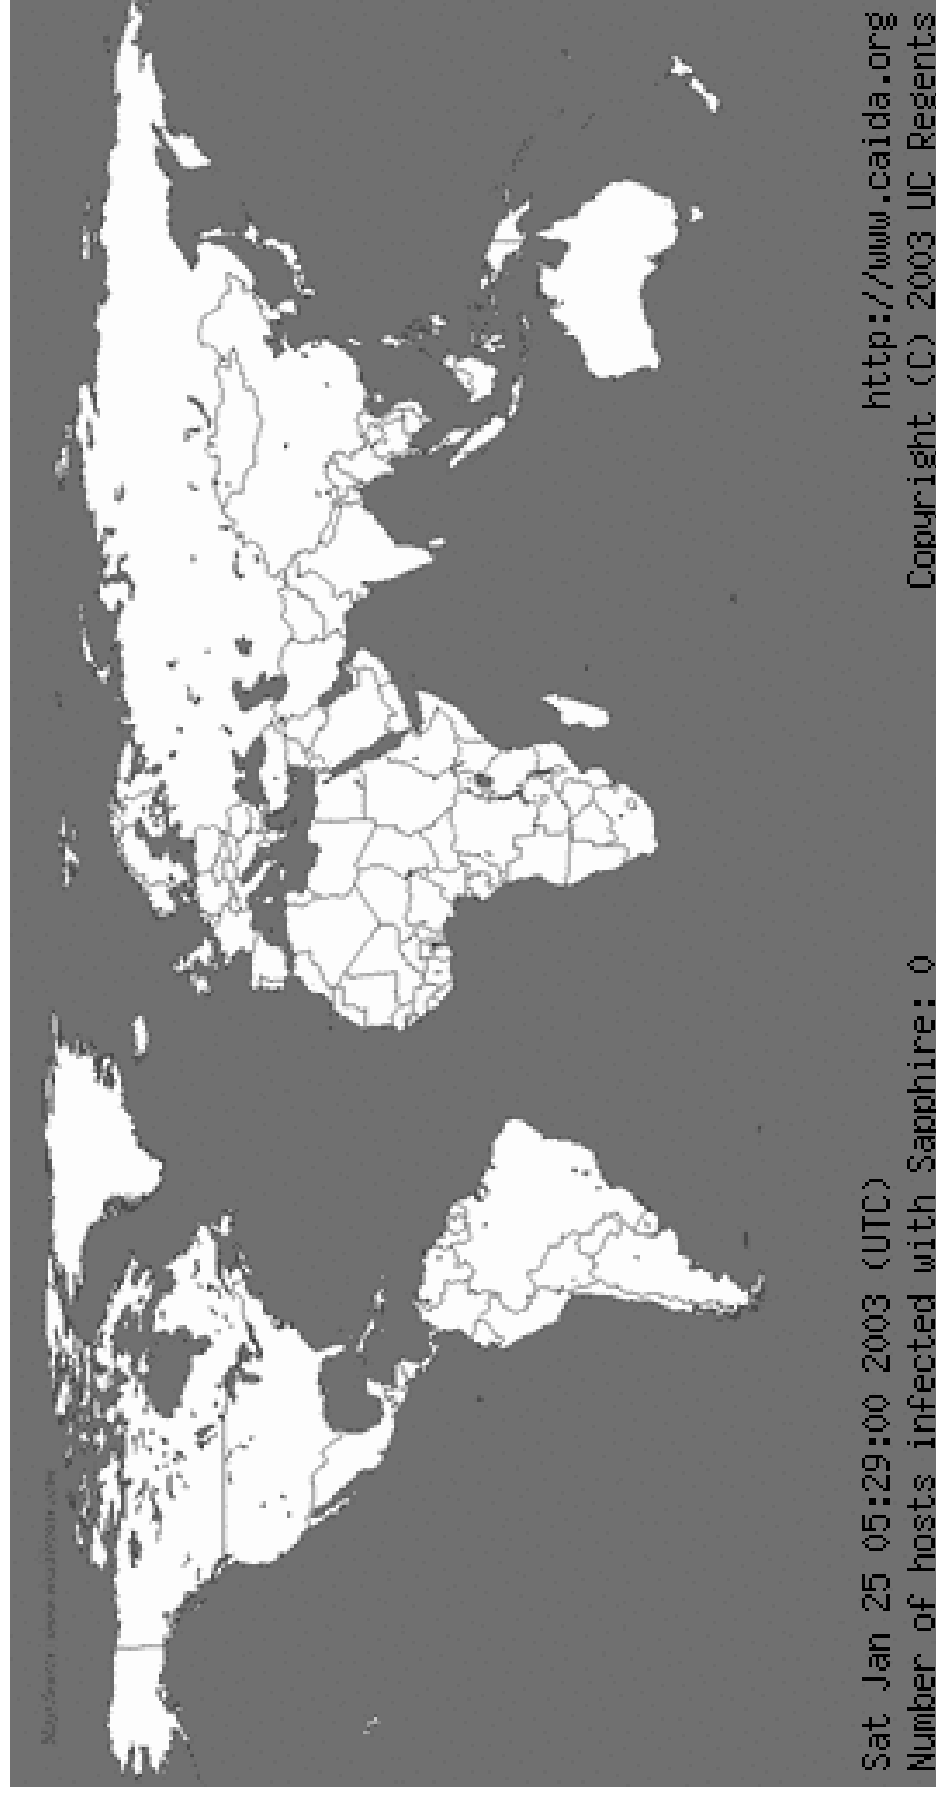 Sat Jan 25 05:29:00 2003 (UTC) http://www.caida.org
Number of hosts infected with Sapphire: 0 Copyright (C) 2003 UC Regents